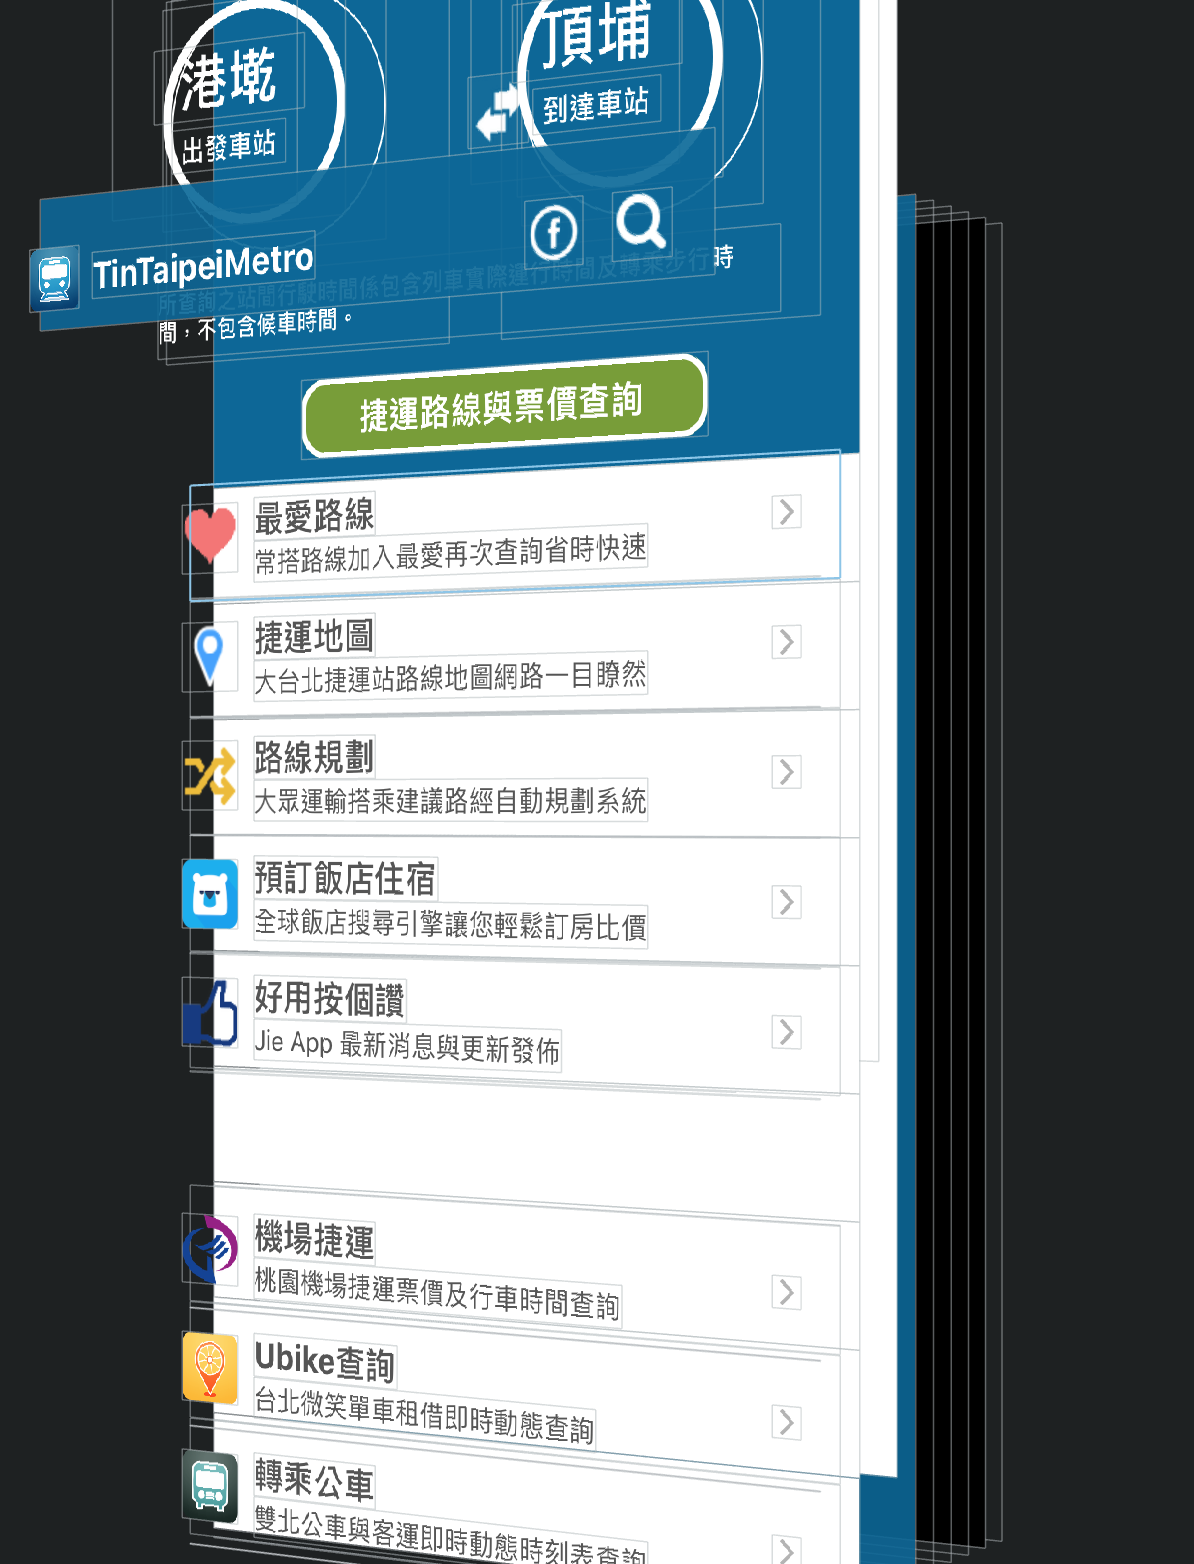 港墘
出發車站
頂埔
到達車站
TinTaipeiMetro
所查詢之站間行駛時間係包含列車實際運行時間及轉乘步行時
間，不包含候車時間。
捷運路線與票價查詢
最愛路線
常搭路線加入最愛再次查詢省時快速
捷運地圖
大台北捷運站路線地圖網路一目瞭然
路線規劃
大眾運輸搭乘建議路經自動規劃系統
預訂飯店住宿
全球飯店搜尋引擎讓您輕鬆訂房比價
好用按個讚
Jie App 最新消息與更新發佈
機場捷運
桃園機場捷運票價及行車時間查詢
Ubike查詢
台北微笑單車租借即時動態查詢
轉乘公車
雙北公車與客運即時動態時刻表查詢